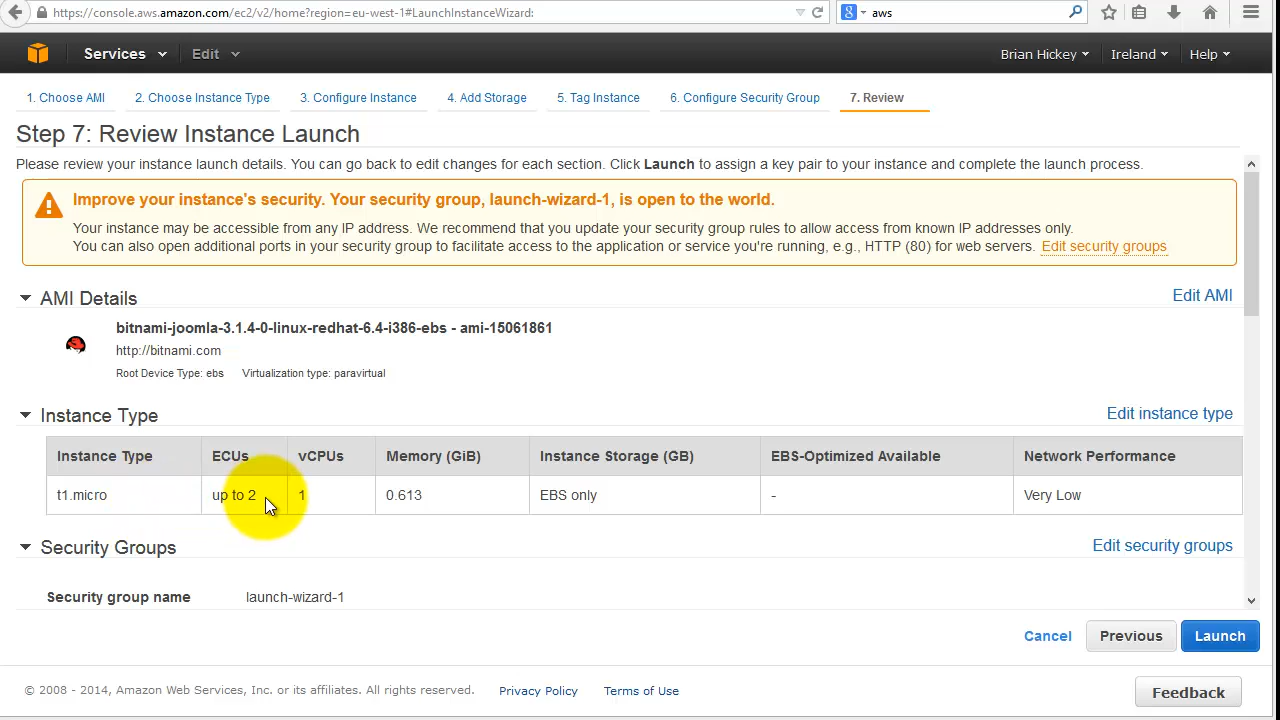 https://console.aws.amazon.com/ec2/v2/home?region=eu-west-1#LaunchInstanceWizard:
aws
Services
Edit
Brian Hickey
Ireland
Help
1. Choose AMI
2. Choose Instance Type
3. Configure Instance
4. Add Storage
5. Tag Instance
6. Configure Security Group
7. Review
Step 7: Review Instance Launch
Please review your instance launch details. You can go back to edit changes for each section. Click Launch to assign a key pair to your instance and complete the launch process.
Improve your instance's security. Your security group, launch-wizard-1, is open to the world.
Your instance may be accessible from any IP address. We recommend that you update your security group rules to allow access from known IP addresses only.
You can also open additional ports in your security group to facilitate access to the application or service you're running, e.g., HTTP (80) for web servers. Edit security groups
AMI Details
Edit AMI
bitnami-joomla-3.1.4-0-linux-redhat-6.4-i386-ebs - ami-15061861
http://bitnami.com
Root Device Type: ebs Virtualization type: paravirtual
Instance Type
Edit instance type
Instance Type ECUs vCPUs Memory (GiB) Instance Storage (GB) EBS-Optimized Available Network Performance
t1.micro up to 2 1 0.613 EBS only - Very Low
Security Groups
Edit security groups
Security group name launch-wizard-1
Cancel
Previous
Launch
© 2008 - 2014, Amazon Web Services, Inc. or its affiliates. All rights reserved. Privacy Policy Terms of Use
Feedback